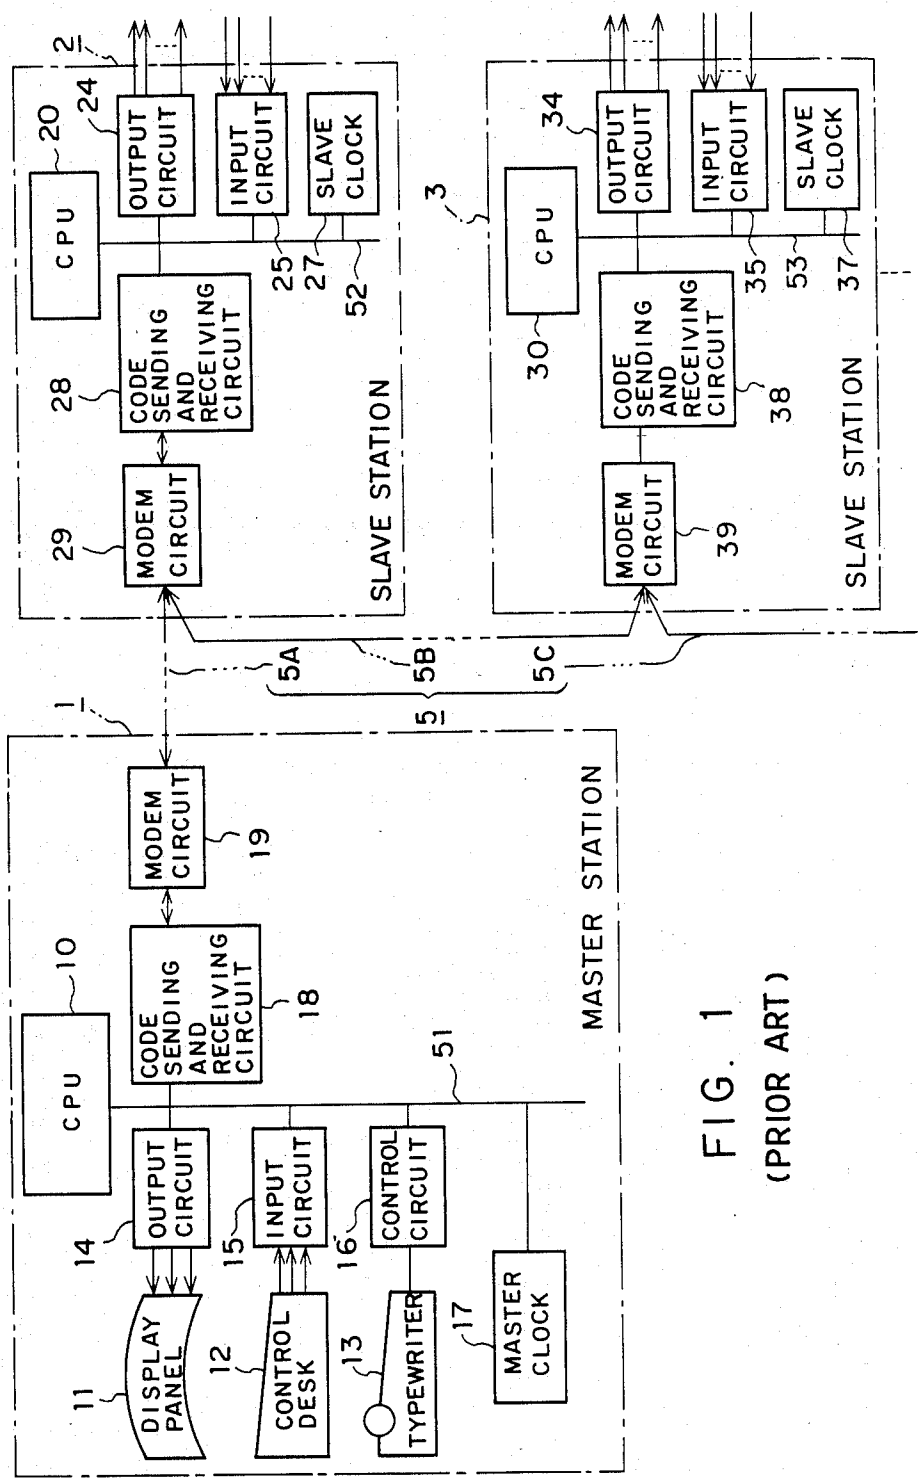 1
10
CPU
11
DISPLAY
PANEL
14
OUTPUT
CIRCUIT
CODE
SENDING
AND
RECEIVING
CIRCUIT
18
MODEM
CIRCUIT
19
12
CONTROL
DESK
15
INPUT
CIRCUIT
13
TYPEWRITER
16
CONTROL
CIRCUIT
51
17
MASTER
CLOCK
MASTER STATION
5A
5B
5C
5
2
20
CPU
29
MODEM
CIRCUIT
28
CODE
SENDING
AND
RECEIVING
CIRCUIT
24
OUTPUT
CIRCUIT
INPUT
CIRCUIT
25
SLAVE
CLOCK
27
52
SLAVE STATION
3
30
CPU
MODEM
CIRCUIT
39
CODE
SENDING
AND
RECEIVING
CIRCUIT
38
34
OUTPUT
CIRCUIT
INPUT
CIRCUIT
35
53
SLAVE
CLOCK
37
SLAVE STATION
FIG. 1
(PRIOR ART)